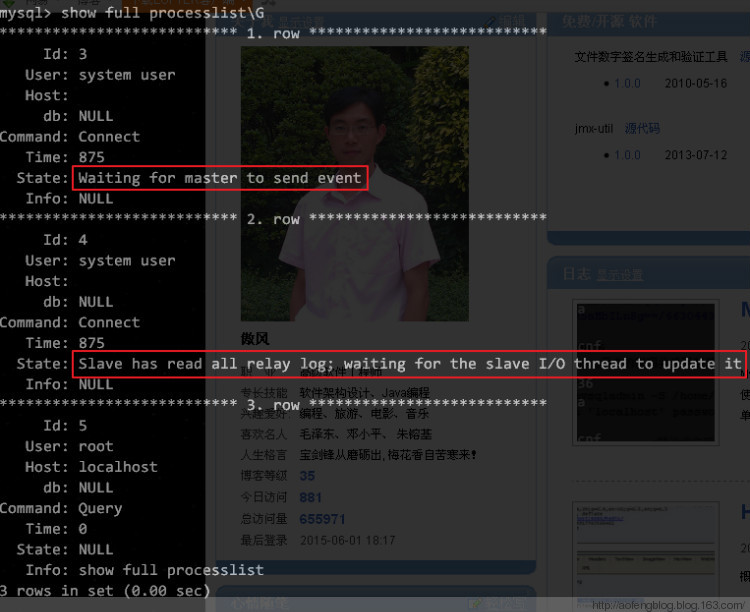 mysql> show full processlist\G
*************************** 1. row ***************************
Id: 3
User: system user
Host:
db: NULL
Command: Connect
Time: 875
State: Waiting for master to send event
Info: NULL
*************************** 2. row ***************************
Id: 4
User: system user
Host:
db: NULL
Command: Connect
Time: 875
State: Slave has read all relay log; waiting for the slave I/O thread to update it
Info: NULL
*************************** 3. row ***************************
Id: 5
User: root
Host: localhost
db: NULL
Command: Query
Time: 0
State: NULL
Info: show full processlist
3 rows in set (0.00 sec)
显示设置
编辑
傲风
专长技能 软件架构设计、Java编程
编程、旅游、电影、音乐
喜欢名人 毛泽东、邓小平、朱镕基
人生格言 宝剑锋从磨砺出,梅花香自苦寒来!
博客等级 35
今日访问 881
总访问量 655971
最后登录 2015-06-01 18:17
免费/开源 软件
文件数字签名生成和验证工具
1.0.0 2010-05-16
jmx-util 源代码
1.0.0 2013-07-12
日志 显示设置
a
cnf
36
a
cnf
http://aofengblog.blog.163.com/